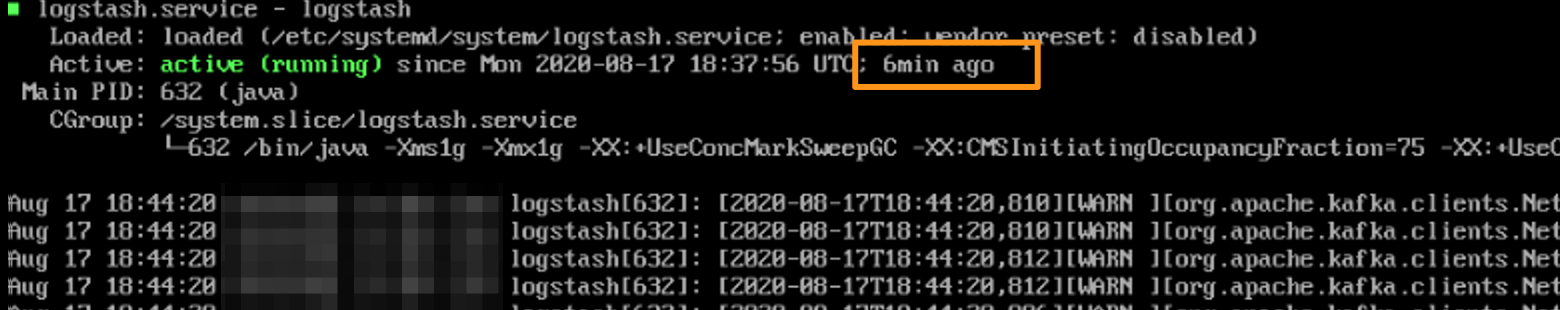 logstash.service - logstash
Loaded: loaded (/etc/systemd/system/logstash.service; enabled; vendor preset: disabled)
Active: active (running) since Mon 2020-08-17 18:37:56 UTC; 6min ago
Main PID: 632 (java)
CGroup: /system.slice/logstash.service
└─632 /bin/java -Xms1g -Xmx1g -XX:+UseConcMarkSweepGC -XX:CMSInitiatingOccupancyFraction=75 -XX:+UseC
Aug 17 18:44:20 logstash[632]: [2020-08-17T18:44:20,810][WARN ][org.apache.kafka.clients.Net
Aug 17 18:44:20 logstash[632]: [2020-08-17T18:44:20,810][WARN ][org.apache.kafka.clients.Net
Aug 17 18:44:20 logstash[632]: [2020-08-17T18:44:20,812][WARN ][org.apache.kafka.clients.Net
Aug 17 18:44:20 logstash[632]: [2020-08-17T18:44:20,812][WARN ][org.apache.kafka.clients.Net